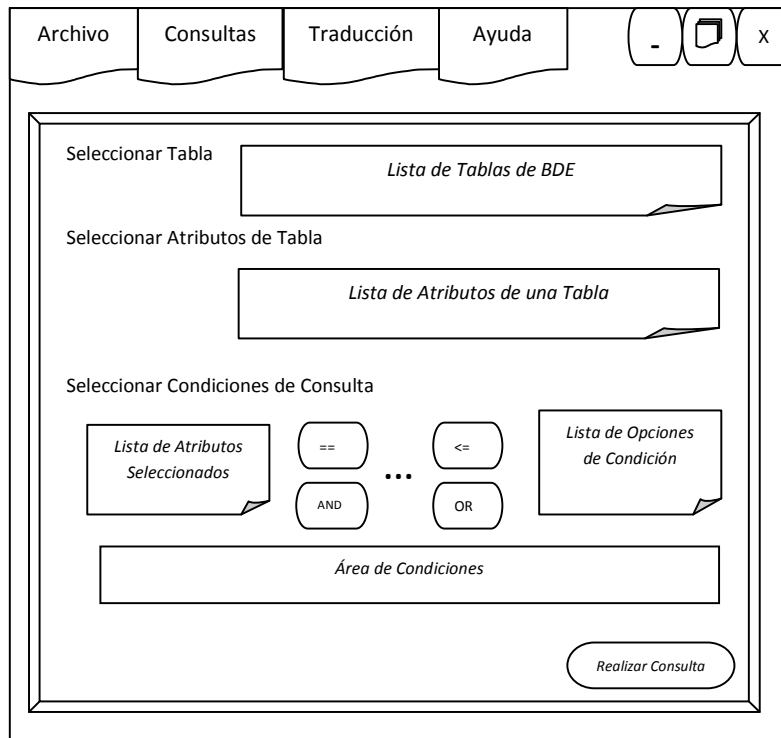 Archivo Consultas Traducción Ayuda - X
Seleccionar Tabla
Lista de Tablas de BDE
Seleccionar Atributos de Tabla
Lista de Atributos de una Tabla
Seleccionar Condiciones de Consulta
Lista de Atributos
Seleccionados
== ... <=
AND OR
Lista de Opciones
de Condición
Área de Condiciones
Realizar Consulta